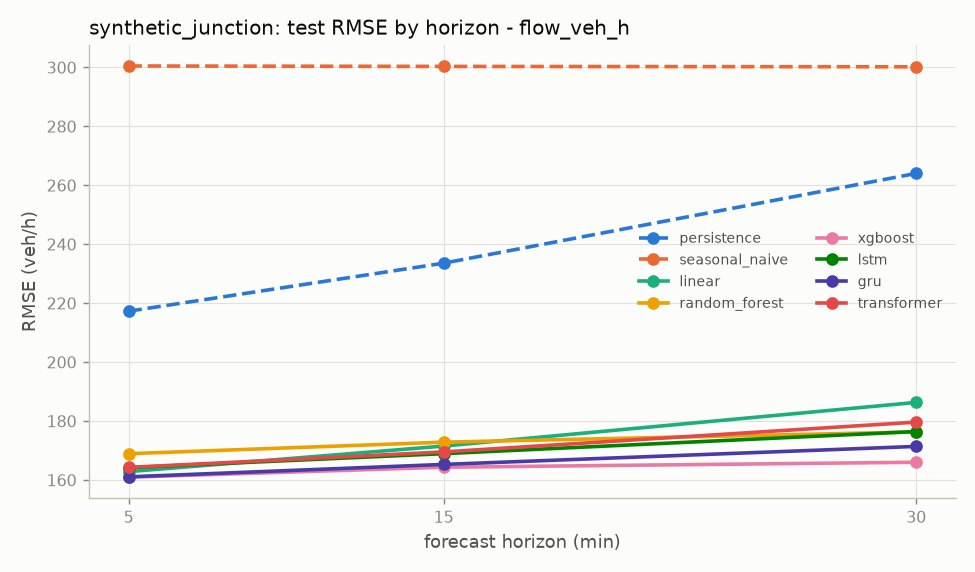 synthetic_junction: test RMSE by horizon - flow_veh_h
300
280
260
240
220
200
180
160
RMSE (veh/h)
persistence
seasonal_naive
linear
random_forest
xgboost
lstm
gru
transformer
5
15
30
forecast horizon (min)